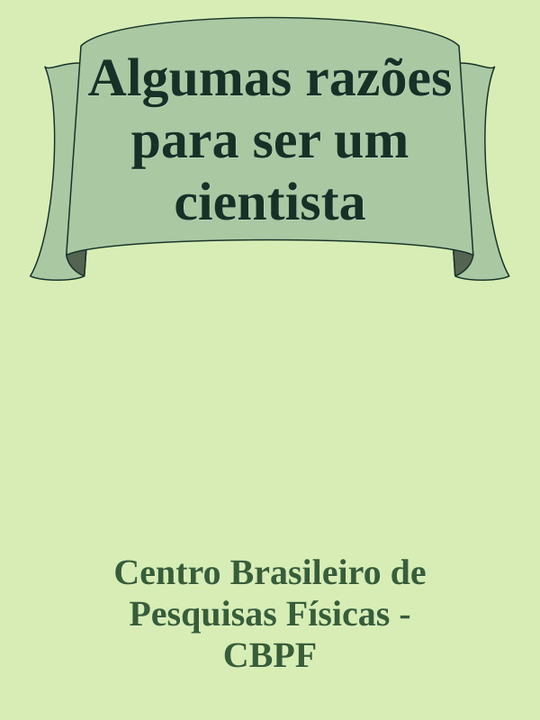 Algumas razões
para ser um
cientista
Centro Brasileiro de
Pesquisas Físicas -
CBPF